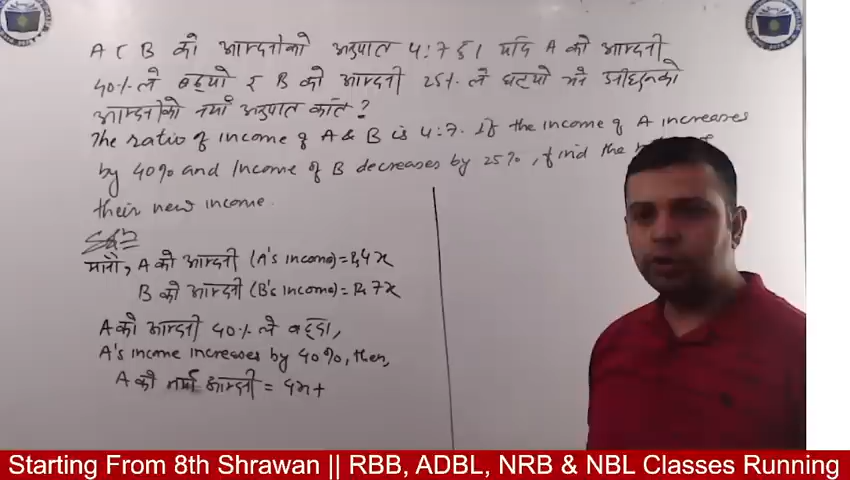 A र B को आम्दानीको अनुपात 4:7 छ। यदि A को आम्दानी
40% ले बढ्यो र B को आम्दानी 25% ले घट्यो भने उनीहरुको
आम्दानीको नयाँ अनुपात कति?
The ratio of income of A & B is 4:7. If the income of A increases
by 40% and Income of B decreases by 25%, find the
their new income.
Solⁿ
मानौ, A को आम्दानी (A's income) = Rs 4x
B को आम्दानी (B's income) = Rs 7x
A को आम्दानी 40% ले बढ्दा,
A's income increases by 40%, then,
A को नयाँ आम्दानी = 4x +
Starting From 8th Shrawan || RBB, ADBL, NRB & NBL Classes Running